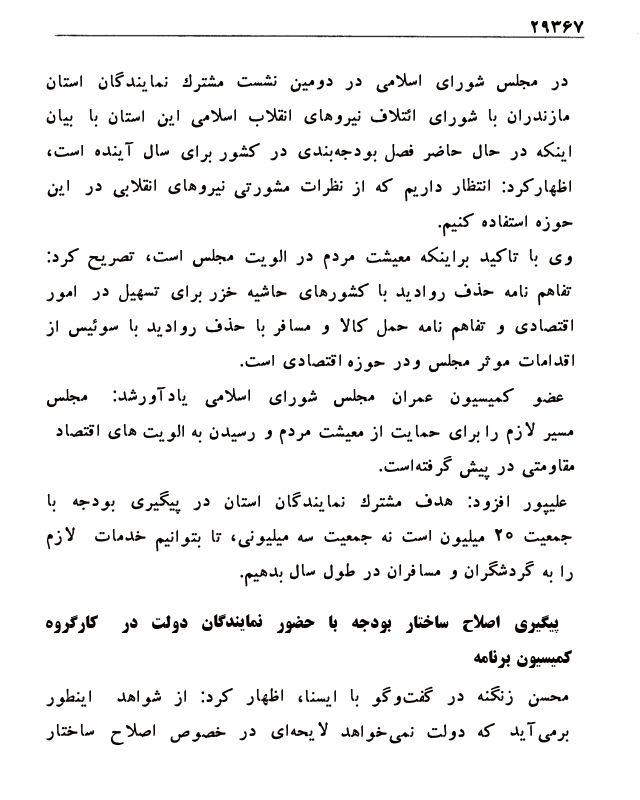 ۲۹۳۶۷
در مجلس شورای اسلامی در دومین نشست مشترك نمایندگان استان
مازندران با شورای ائتلاف نیروهای انقلاب اسلامی این استان با بیان
اینکه در حال حاضر فصل بودجه‌بندی در کشور برای سال آینده است،
اظهارکرد: انتظار داریم که از نظرات مشورتی نیروهای انقلابی در این
حوزه استفاده کنیم.
وی با تاکید براینکه معیشت مردم در الویت مجلس است، تصریح کرد:
تفاهم نامه حذف روادید با کشورهای حاشیه خزر برای تسهیل در امور
اقتصادی و تفاهم نامه حمل کالا و مسافر با حذف روادید با سوئیس از
اقدامات موثر مجلس ودر حوزه اقتصادی است.
عضو کمیسیون عمران مجلس شورای اسلامی یادآورشد: مجلس
مسیر لازم را برای حمایت از معیشت مردم و رسیدن به الویت های اقتصاد
مقاومتی در پیش گرفته‌است.
علیپور افزود: هدف مشترك نمایندگان استان در پیگیری بودجه با
جمعیت ۲۰ میلیون است نه جمعیت سه میلیونی، تا بتوانیم خدمات لازم
را به گردشگران و مسافران در طول سال بدهیم.
پیگیری اصلاح ساختار بودجه با حضور نمایندگان دولت در کارگروه
کمیسیون برنامه
محسن زنگنه در گفت‌وگو با ایسنا، اظهار کرد: از شواهد اینطور
برمی‌آید که دولت نمی‌خواهد لایحه‌ای در خصوص اصلاح ساختار